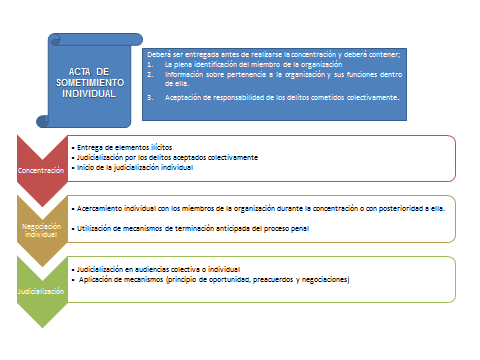 ACTA DE
SOMETIMIENTO
INDIVIDUAL
Deberá ser entregada antes de realizarse la concentración y deberá contener;
1. La plena identificación del miembro de la organización
2. Información sobre pertenencia a la organización y sus funciones dentro
de ella.
3. Aceptación de responsabilidad de los delitos cometidos colectivamente.
Concentración
• Entrega de elementos ilícitos
• Judicialización por los delitos aceptados colectivamente
• Inicio de la judicialización individual
Negociación
individual
• Acercamiento individual con los miembros de la organización durante la concentración o con posterioridad a ella.
• Utilización de mecanismos de terminación anticipada del proceso penal
Judicialización
• Judicialización en audiencias colectiva o individual
• Aplicación de mecanismos (principio de oportunidad, preacuerdos y negociaciones)